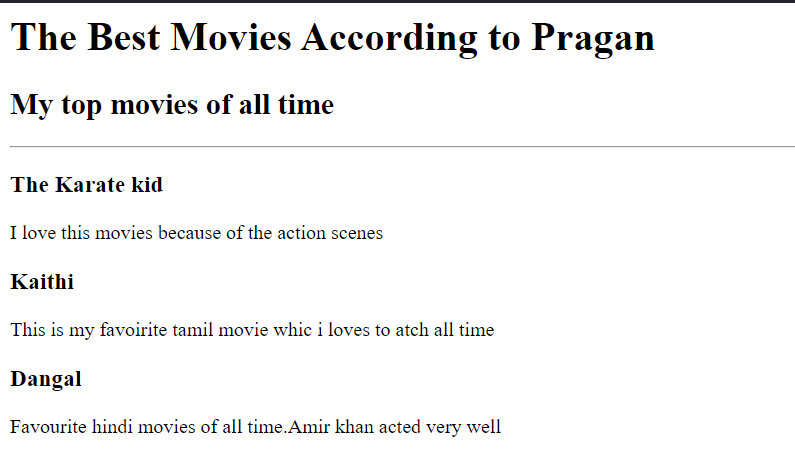 The Best Movies According to Pragan
My top movies of all time
The Karate kid
I love this movies because of the action scenes
Kaithi
This is my favoirite tamil movie whic i loves to atch all time
Dangal
Favourite hindi movies of all time.Amir khan acted very well